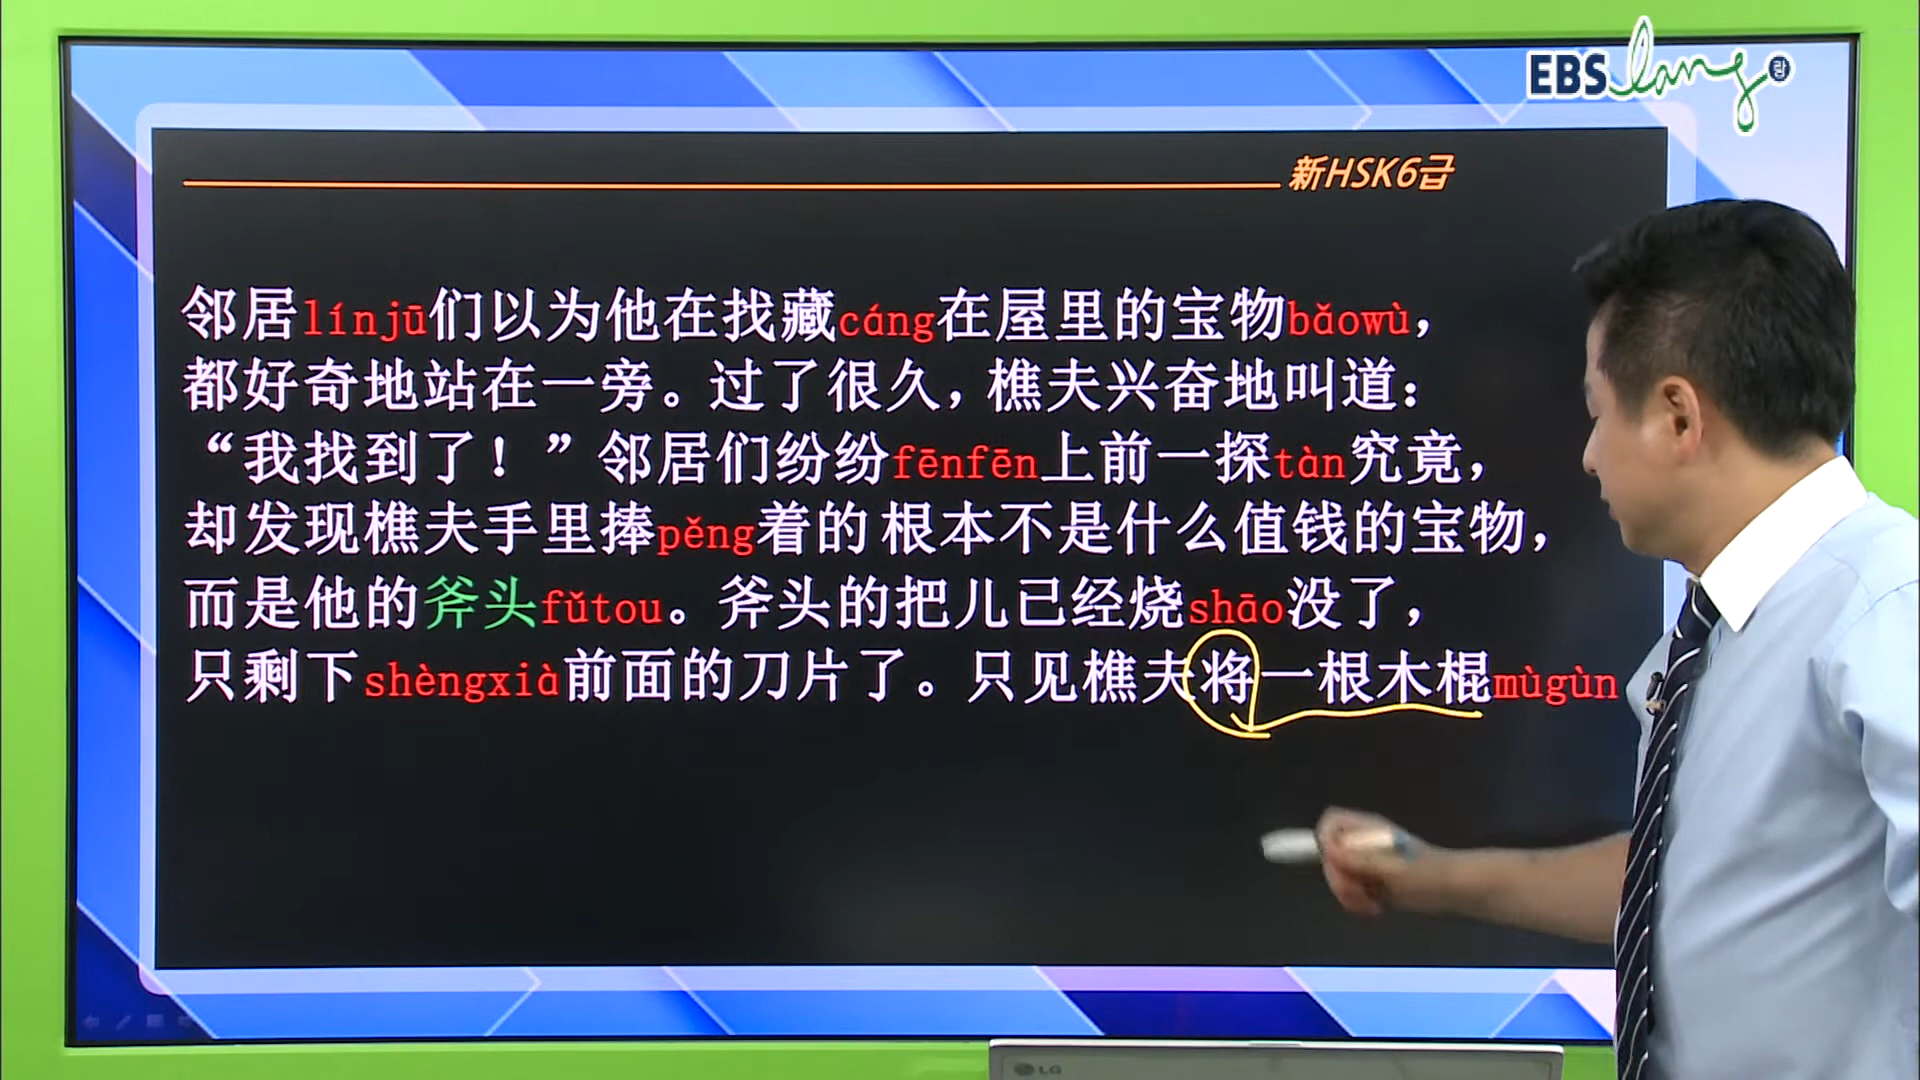 EBS lang 랑
新HSK6급
邻居línjū们以为他在找藏cáng在屋里的宝物bǎowù，
都好奇地站在一旁。过了很久，樵夫兴奋地叫道：
“我找到了！”邻居们纷纷fēnfēn上前一探tàn究竟，
却发现樵夫手里捧pěng着的根本不是什么值钱的宝物，
而是他的斧头fǔtou。斧头的把儿已经烧shāo没了，
只剩下shèngxià前面的刀片了。只见樵夫将一根木棍mùgùn
LG